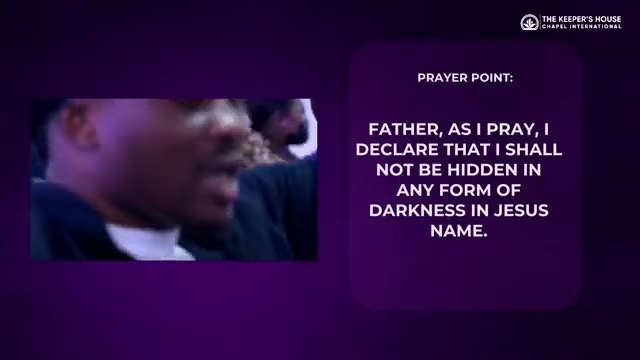 THE KEEPER'S HOUSE
CHAPEL INTERNATIONAL
PRAYER POINT:
FATHER, AS I PRAY, I
DECLARE THAT I SHALL
NOT BE HIDDEN IN
ANY FORM OF
DARKNESS IN JESUS
NAME.